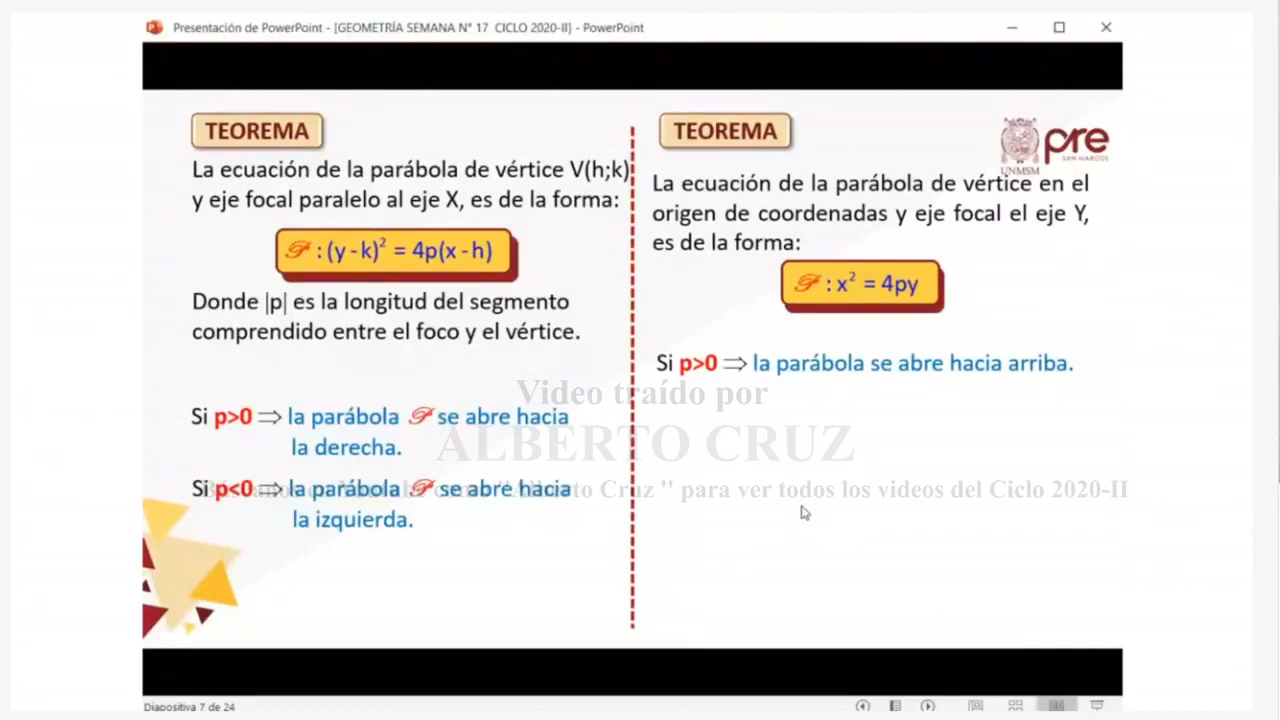 Presentación de PowerPoint - [GEOMETRÍA SEMANA N° 17 CICLO 2020-II] - PowerPoint
TEOREMA
La ecuación de la parábola de vértice V(h;k)
y eje focal paralelo al eje X, es de la forma:
𝒫 : (y - k)² = 4p(x - h)
Donde |p| es la longitud del segmento
comprendido entre el foco y el vértice.
Si p>0 ⟹ la parábola 𝒫 se abre hacia
la derecha.
Si p<0 ⟹ la parábola 𝒫 se abre hacia
la izquierda.
TEOREMA
pre
SAN MARCOS
UNMSM
La ecuación de la parábola de vértice en el
origen de coordenadas y eje focal el eje Y,
es de la forma:
𝒫 : x² = 4py
Si p>0 ⟹ la parábola se abre hacia arriba.
Video traído por
ALBERTO CRUZ
"Alberto Cruz " para ver todos los videos del Ciclo 2020-II
Diapositiva 7 de 24